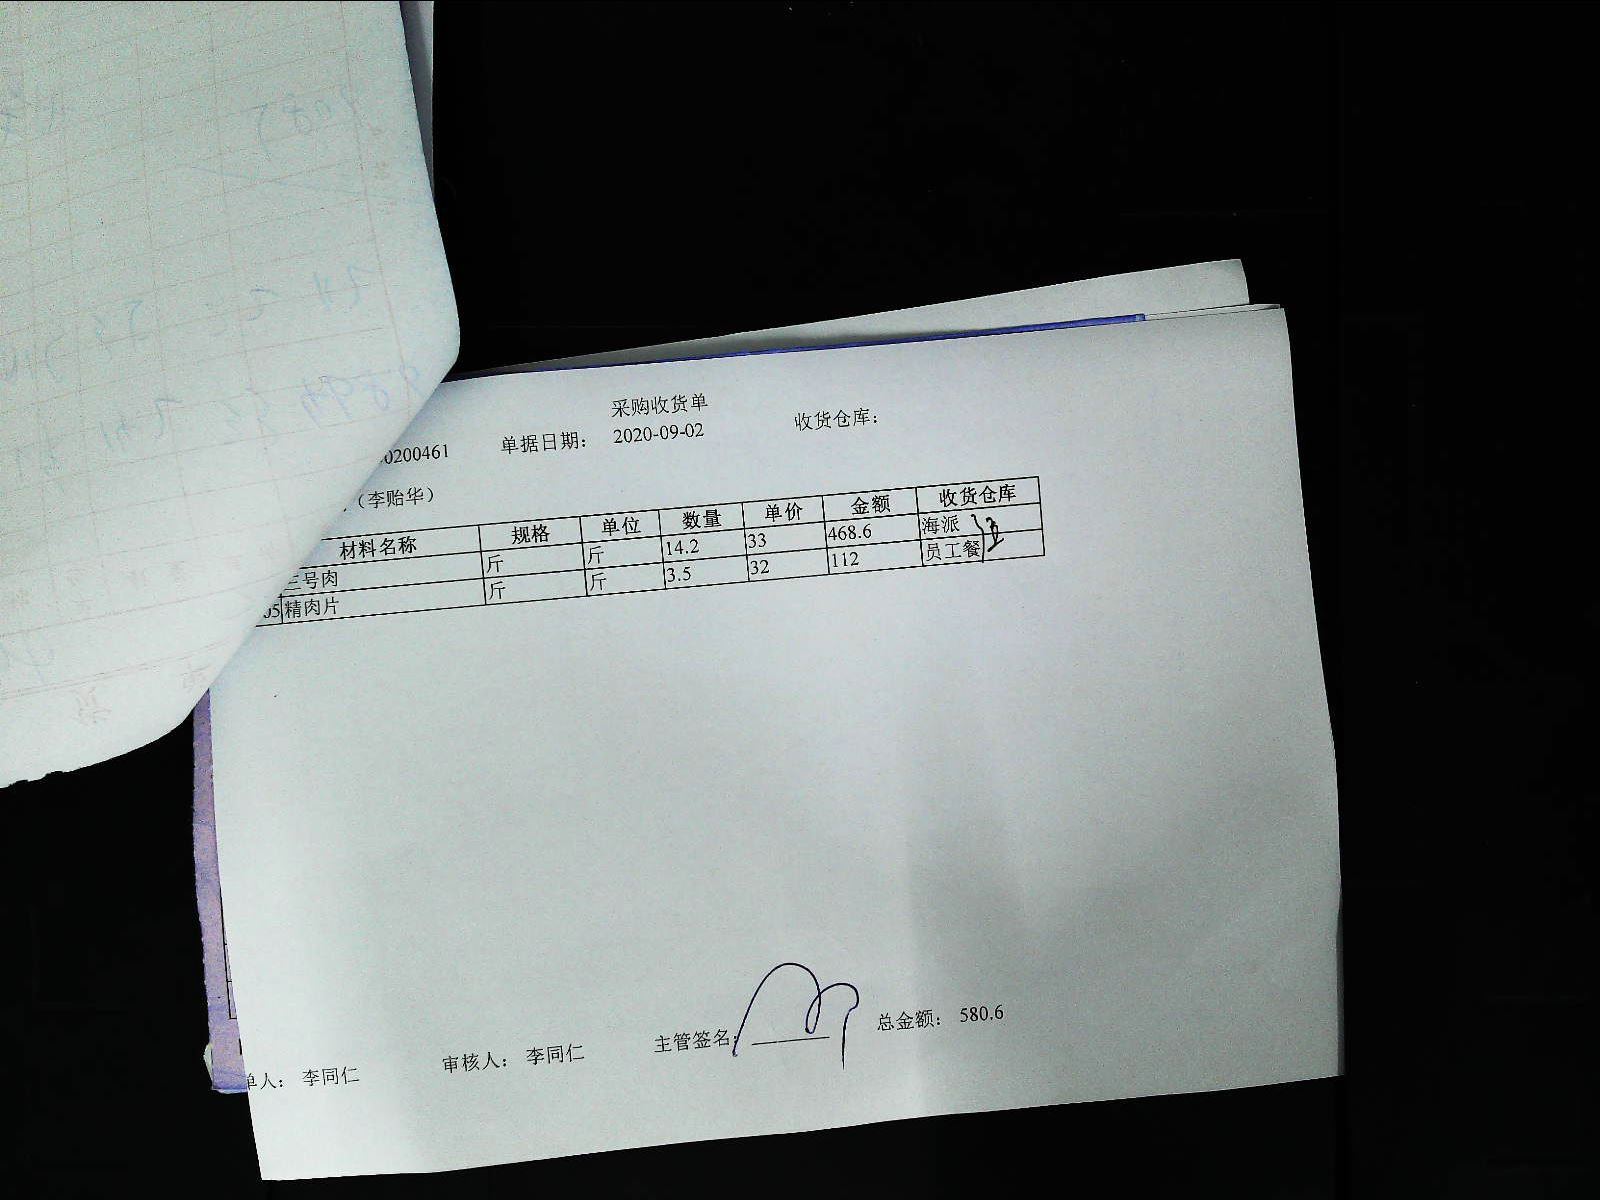 采购收货单
0200461 单据日期： 2020-09-02 收货仓库：
（李贻华）
材料名称 规格 单位 数量 单价 金额 收货仓库
三号肉 斤 斤 14.2 33 468.6 海派
05 精肉片 斤 斤 3.5 32 112 员工餐
单人： 李同仁 审核人： 李同仁 主管签名： 总金额： 580.6